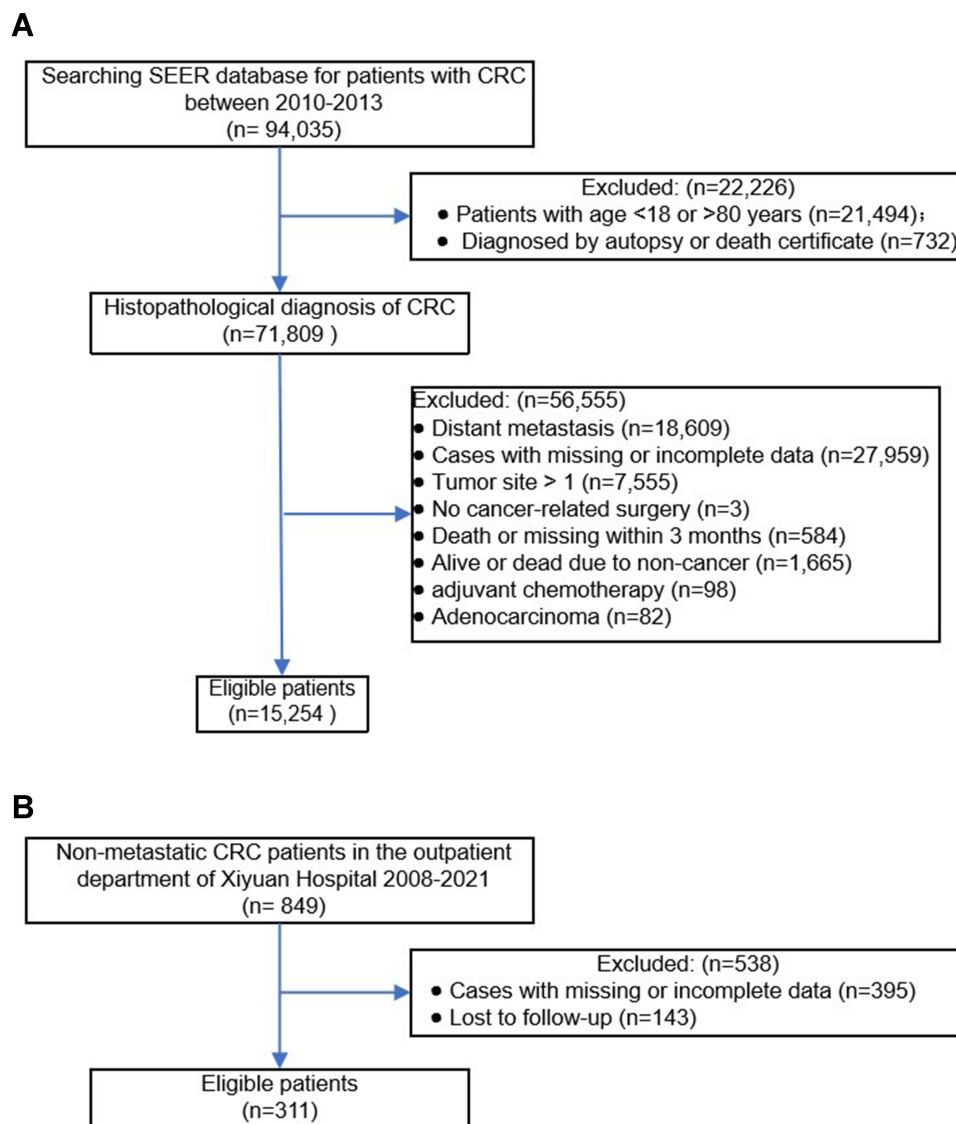 A
Searching SEER database for patients with CRC
between 2010-2013
(n= 94,035)
Excluded: (n=22,226)
● Patients with age <18 or >80 years (n=21,494)；
● Diagnosed by autopsy or death certificate (n=732)
Histopathological diagnosis of CRC
(n=71,809 )
Excluded: (n=56,555)
● Distant metastasis (n=18,609)
● Cases with missing or incomplete data (n=27,959)
● Tumor site > 1 (n=7,555)
● No cancer-related surgery (n=3)
● Death or missing within 3 months (n=584)
● Alive or dead due to non-cancer (n=1,665)
● adjuvant chemotherapy (n=98)
● Adenocarcinoma (n=82)
Eligible patients
(n=15,254 )
B
Non-metastatic CRC patients in the outpatient
department of Xiyuan Hospital 2008-2021
(n= 849)
Excluded: (n=538)
● Cases with missing or incomplete data (n=395)
● Lost to follow-up (n=143)
Eligible patients
(n=311)